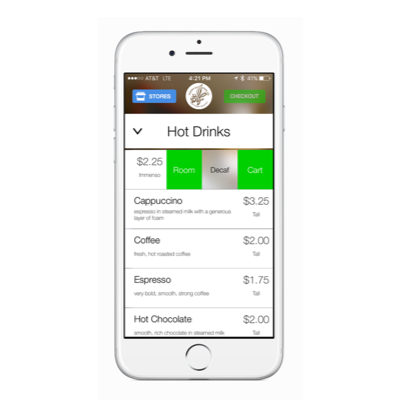 AT&T LTE 4:21 PM 41%
STORES
CHECKOUT
Hot Drinks
$2.25 Room Decaf Cart
Immenso
Cappuccino $3.25
espresso in steamed milk with a generous Tall
layer of foam
Coffee $2.00
fresh, hot roasted coffee Tall
Espresso $1.75
very bold, smooth, strong coffee Tall
Hot Chocolate $2.00
smooth, rich chocolate in steamed milk Tall